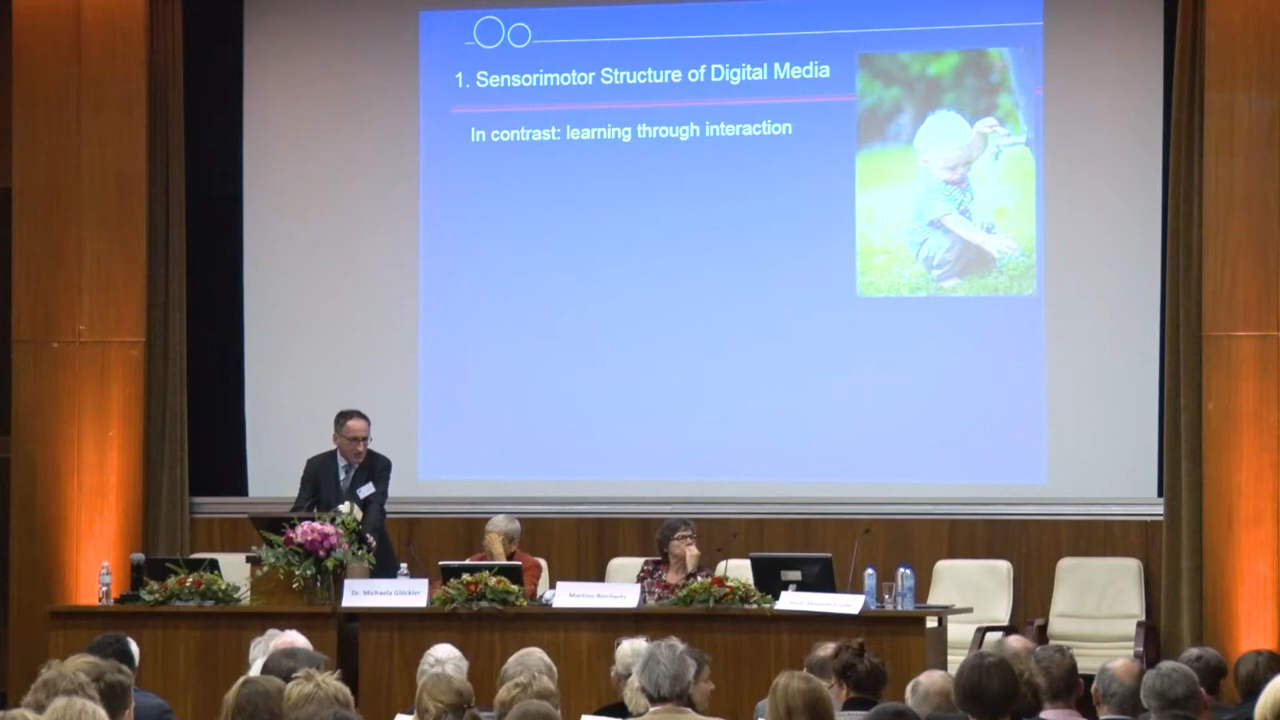 1. Sensorimotor Structure of Digital Media
In contrast: learning through interaction
Dr. Michaela Glöckler